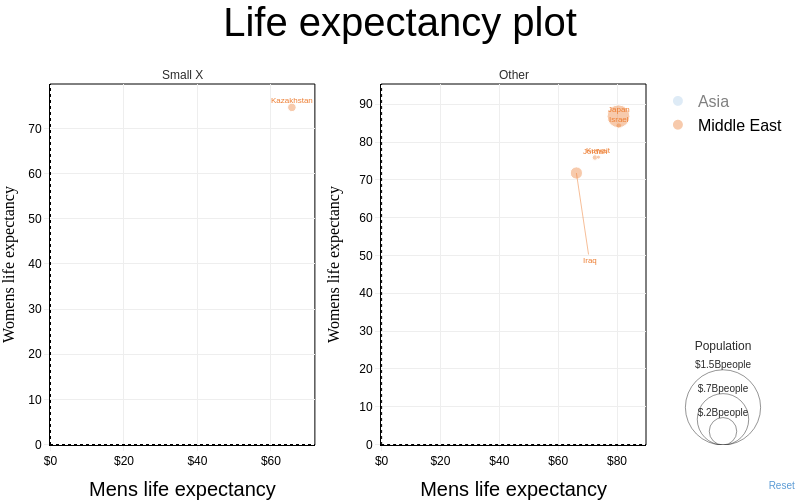 Life expectancy plot
Small X
Other
Kazakhstan
70
60
50
40
30
20
10
0
$0
$20
$40
$60
Womens life expectancy
Mens life expectancy
90
80
70
60
50
40
30
20
10
0
$0
$20
$40
$60
$80
Womens life expectancy
Mens life expectancy
Japan
Israel
Jordan
Kuwait
Iraq
Asia
Middle East
Population
$1.5Bpeople
$.7Bpeople
$.2Bpeople
Reset